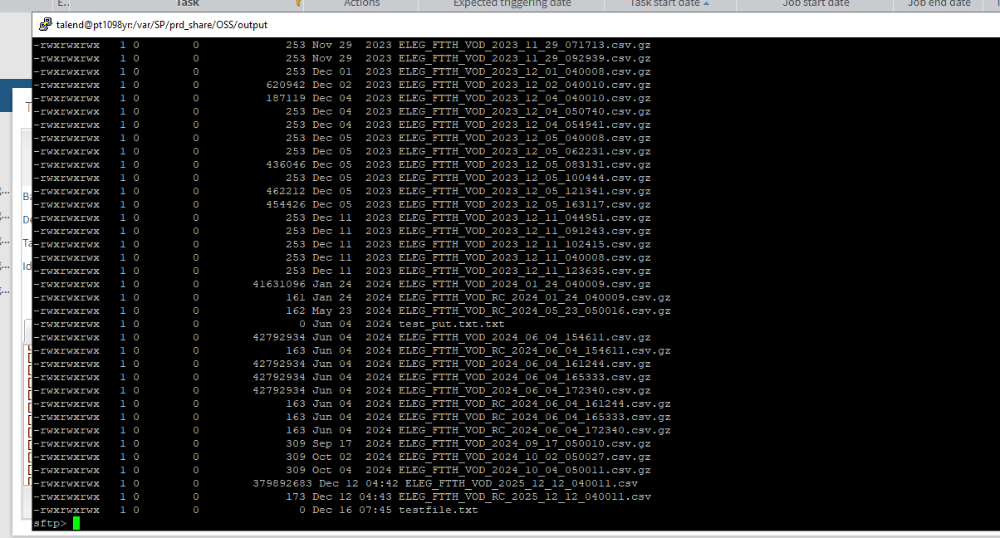 E.. Task Actions Expected triggering date Task start date Job start date Job end date
talend@pt1098yr:/var/SP/prd_share/OSS/output
-rwxrwxrwx 1 0 0 253 Nov 29 2023 ELEG_FTTH_VOD_2023_11_29_071713.csv.gz
-rwxrwxrwx 1 0 0 253 Nov 29 2023 ELEG_FTTH_VOD_2023_11_29_092939.csv.gz
-rwxrwxrwx 1 0 0 253 Dec 01 2023 ELEG_FTTH_VOD_2023_12_01_040008.csv.gz
-rwxrwxrwx 1 0 0 620942 Dec 02 2023 ELEG_FTTH_VOD_2023_12_02_040010.csv.gz
-rwxrwxrwx 1 0 0 187119 Dec 04 2023 ELEG_FTTH_VOD_2023_12_04_040010.csv.gz
-rwxrwxrwx 1 0 0 253 Dec 04 2023 ELEG_FTTH_VOD_2023_12_04_050740.csv.gz
-rwxrwxrwx 1 0 0 253 Dec 04 2023 ELEG_FTTH_VOD_2023_12_04_054941.csv.gz
-rwxrwxrwx 1 0 0 253 Dec 05 2023 ELEG_FTTH_VOD_2023_12_05_040008.csv.gz
-rwxrwxrwx 1 0 0 253 Dec 05 2023 ELEG_FTTH_VOD_2023_12_05_062231.csv.gz
-rwxrwxrwx 1 0 0 436046 Dec 05 2023 ELEG_FTTH_VOD_2023_12_05_083131.csv.gz
-rwxrwxrwx 1 0 0 253 Dec 05 2023 ELEG_FTTH_VOD_2023_12_05_100444.csv.gz
-rwxrwxrwx 1 0 0 462212 Dec 05 2023 ELEG_FTTH_VOD_2023_12_05_121341.csv.gz
-rwxrwxrwx 1 0 0 454426 Dec 05 2023 ELEG_FTTH_VOD_2023_12_05_163117.csv.gz
-rwxrwxrwx 1 0 0 253 Dec 11 2023 ELEG_FTTH_VOD_2023_12_11_044951.csv.gz
-rwxrwxrwx 1 0 0 253 Dec 11 2023 ELEG_FTTH_VOD_2023_12_11_091243.csv.gz
-rwxrwxrwx 1 0 0 253 Dec 11 2023 ELEG_FTTH_VOD_2023_12_11_102415.csv.gz
-rwxrwxrwx 1 0 0 253 Dec 11 2023 ELEG_FTTH_VOD_2023_12_11_040008.csv.gz
-rwxrwxrwx 1 0 0 253 Dec 11 2023 ELEG_FTTH_VOD_2023_12_11_123635.csv.gz
-rwxrwxrwx 1 0 0 41631096 Jan 24 2024 ELEG_FTTH_VOD_2024_01_24_040009.csv.gz
-rwxrwxrwx 1 0 0 161 Jan 24 2024 ELEG_FTTH_VOD_RC_2024_01_24_040009.csv.gz
-rwxrwxrwx 1 0 0 162 May 23 2024 ELEG_FTTH_VOD_RC_2024_05_23_050016.csv.gz
-rwxrwxrwx 1 0 0 0 Jun 04 2024 test_put.txt.txt
-rwxrwxrwx 1 0 0 42792934 Jun 04 2024 ELEG_FTTH_VOD_2024_06_04_154611.csv.gz
-rwxrwxrwx 1 0 0 163 Jun 04 2024 ELEG_FTTH_VOD_RC_2024_06_04_154611.csv.gz
-rwxrwxrwx 1 0 0 42792934 Jun 04 2024 ELEG_FTTH_VOD_2024_06_04_161244.csv.gz
-rwxrwxrwx 1 0 0 42792934 Jun 04 2024 ELEG_FTTH_VOD_2024_06_04_165333.csv.gz
-rwxrwxrwx 1 0 0 42792934 Jun 04 2024 ELEG_FTTH_VOD_2024_06_04_172340.csv.gz
-rwxrwxrwx 1 0 0 163 Jun 04 2024 ELEG_FTTH_VOD_RC_2024_06_04_161244.csv.gz
-rwxrwxrwx 1 0 0 163 Jun 04 2024 ELEG_FTTH_VOD_RC_2024_06_04_165333.csv.gz
-rwxrwxrwx 1 0 0 163 Jun 04 2024 ELEG_FTTH_VOD_RC_2024_06_04_172340.csv.gz
-rwxrwxrwx 1 0 0 309 Sep 17 2024 ELEG_FTTH_VOD_2024_09_17_050010.csv.gz
-rwxrwxrwx 1 0 0 309 Oct 02 2024 ELEG_FTTH_VOD_2024_10_02_050027.csv.gz
-rwxrwxrwx 1 0 0 309 Oct 04 2024 ELEG_FTTH_VOD_2024_10_04_050011.csv.gz
-rwxrwxrwx 1 0 0 379892683 Dec 12 04:42 ELEG_FTTH_VOD_2025_12_12_040011.csv
-rwxrwxrwx 1 0 0 173 Dec 12 04:43 ELEG_FTTH_VOD_RC_2025_12_12_040011.csv
-rwxrwxrwx 1 0 0 0 Dec 16 07:45 testfile.txt
sftp>